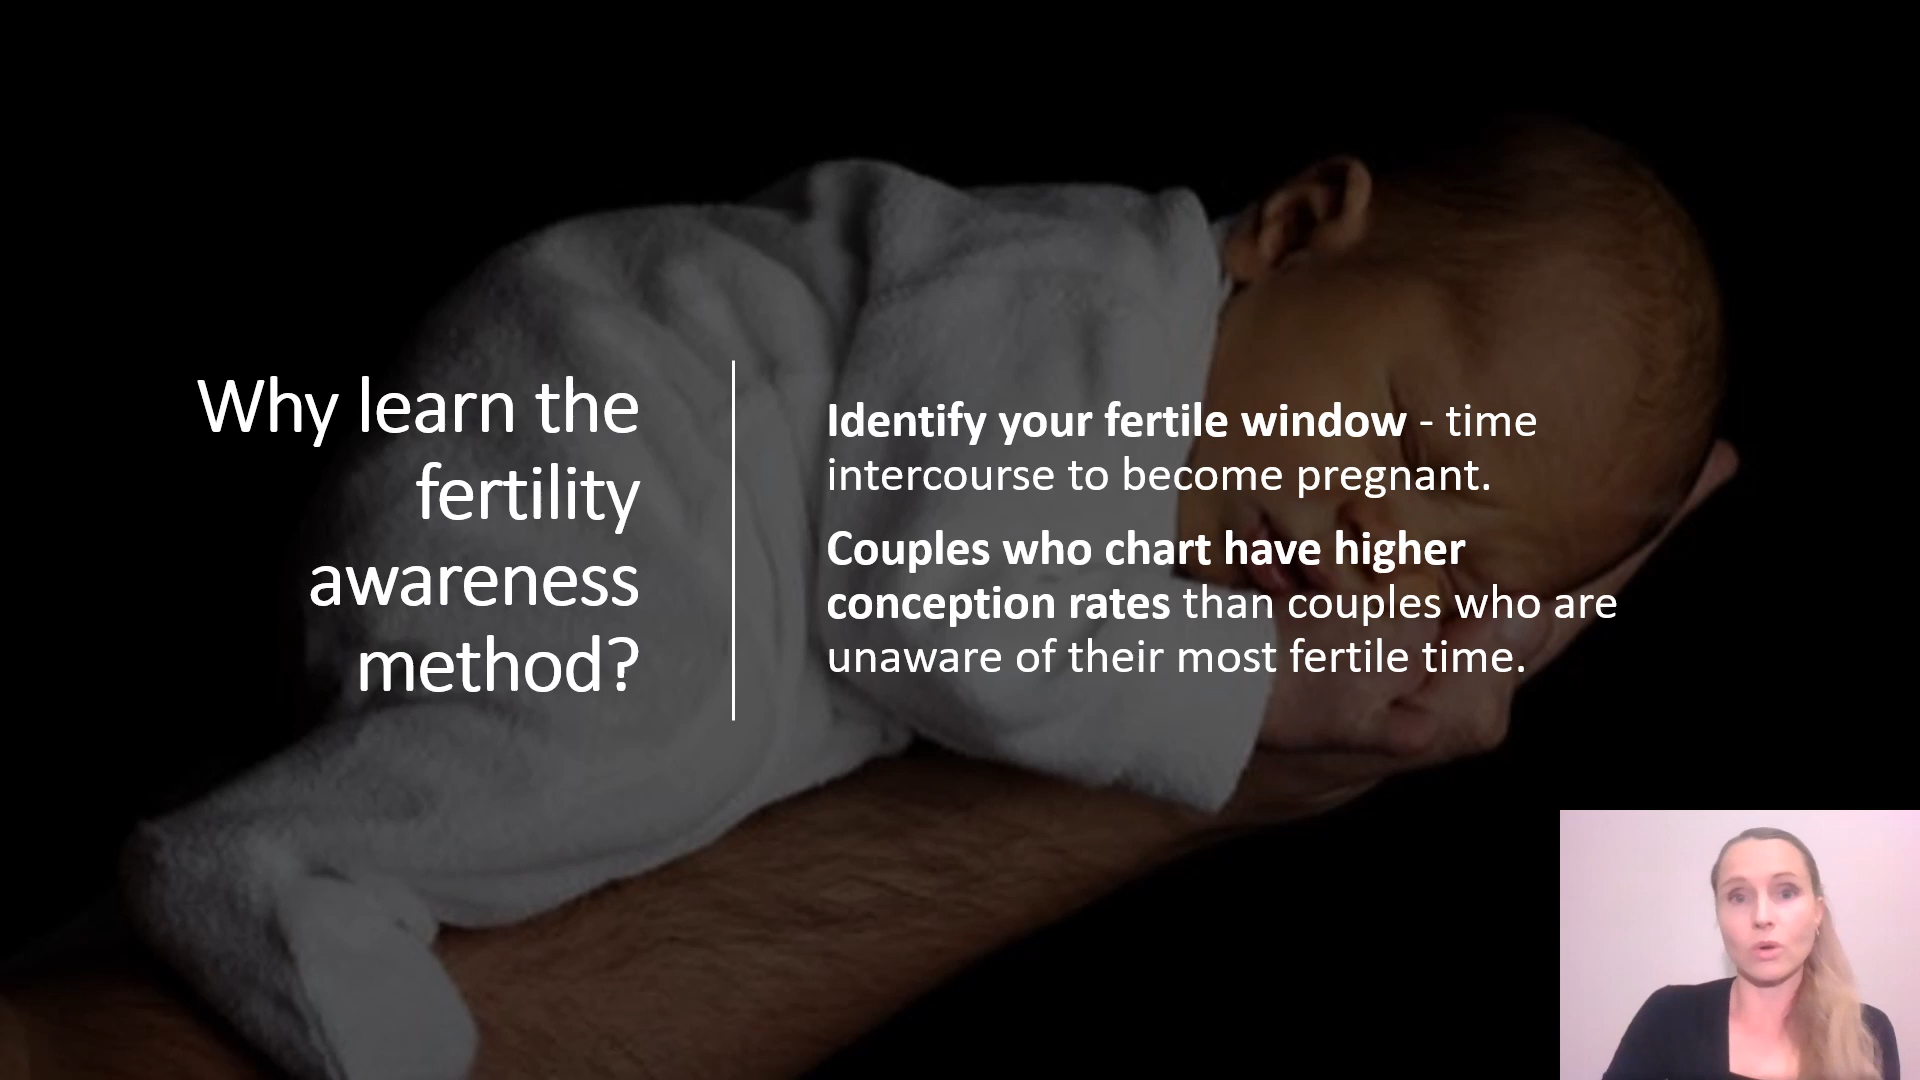 Why learn the
fertility
awareness
method?
Identify your fertile window - time
intercourse to become pregnant.
Couples who chart have higher
conception rates than couples who are
unaware of their most fertile time.